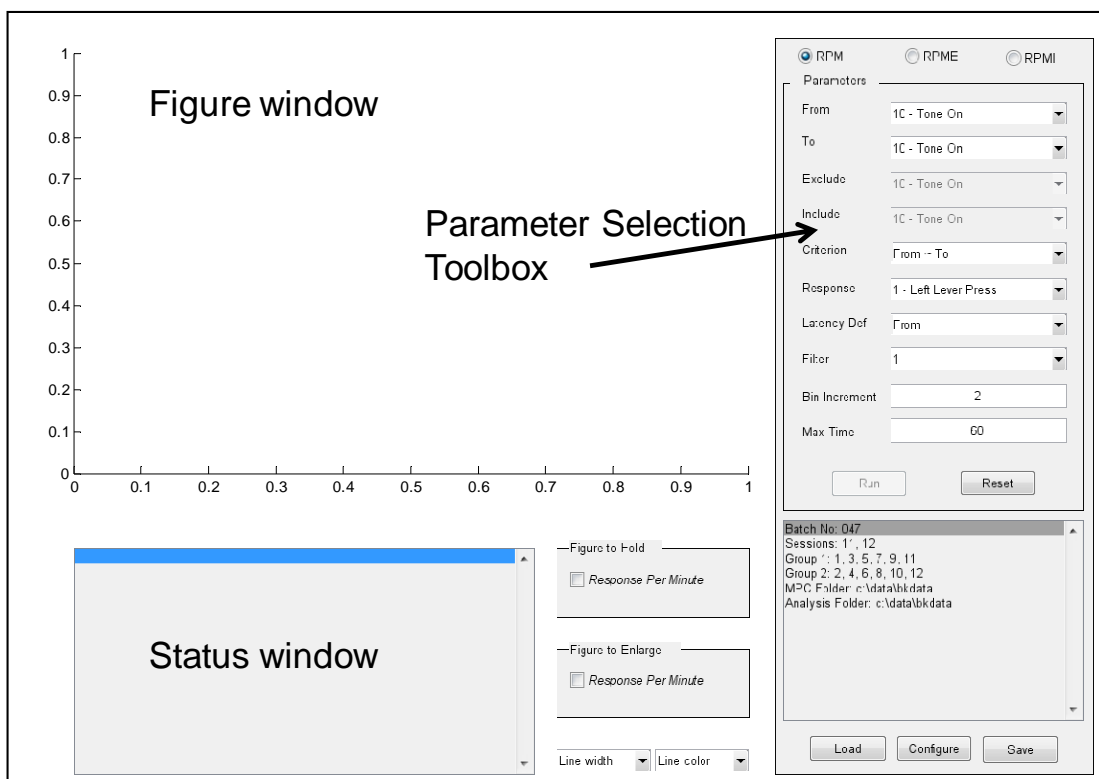 1
0.9
0.8
0.7
0.6
0.5
0.4
0.3
0.2
0.1
0
0 0.1 0.2 0.3 0.4 0.5 0.6 0.7 0.8 0.9 1
Figure window
Parameter Selection
Toolbox
Status window
Figure to Hold
Response Per Minute
Figure to Enlarge
Response Per Minute
Line width Line color
RPM RPME RPMI
Parameters
From 10 - Tone On
To 10 - Tone On
Exclude 10 - Tone On
Include 10 - Tone On
Criterion From -- To
Response 1 - Left Lever Press
Latency Def From
Filter 1
Bin Increment 2
Max Time 60
Run Reset
Batch No: 047
Sessions: 11, 12
Group 1: 1, 3, 5, 7, 9, 11
Group 2: 2, 4, 6, 8, 10, 12
MPC Folder: c:\data\bkdata
Analysis Folder: c:\data\bkdata
Load Configure Save